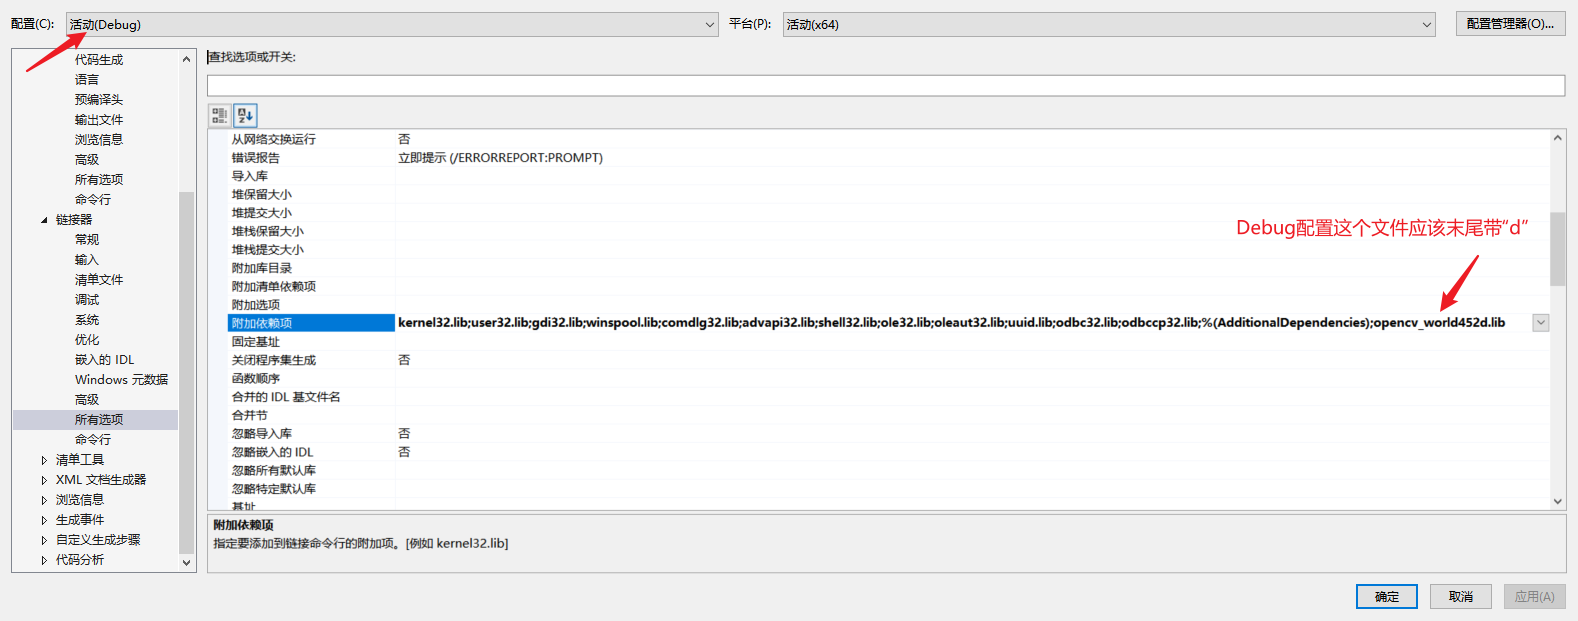 配置(C):
活动(Debug)
平台(P):
活动(x64)
配置管理器(O)...
代码生成
语言
预编译头
输出文件
浏览信息
高级
所有选项
命令行
链接器
常规
输入
清单文件
调试
系统
优化
嵌入的 IDL
Windows 元数据
高级
所有选项
命令行
清单工具
XML 文档生成器
浏览信息
生成事件
自定义生成步骤
代码分析
查找选项或开关:
从网络交换运行 否
错误报告 立即提示 (/ERRORREPORT:PROMPT)
导入库
堆保留大小
堆提交大小
堆栈保留大小
堆栈提交大小
附加库目录
附加清单依赖项
附加选项
附加依赖项 kernel32.lib;user32.lib;gdi32.lib;winspool.lib;comdlg32.lib;advapi32.lib;shell32.lib;ole32.lib;oleaut32.lib;uuid.lib;odbc32.lib;odbccp32.lib;%(AdditionalDependencies);opencv_world452d.lib
固定基址
关闭程序集生成 否
函数顺序
合并的 IDL 基文件名
合并节
忽略导入库 否
忽略嵌入的 IDL 否
忽略所有默认库
忽略特定默认库
基址
Debug配置这个文件应该末尾带“d”
附加依赖项
指定要添加到链接命令行的附加项。[例如 kernel32.lib]
确定
取消
应用(A)